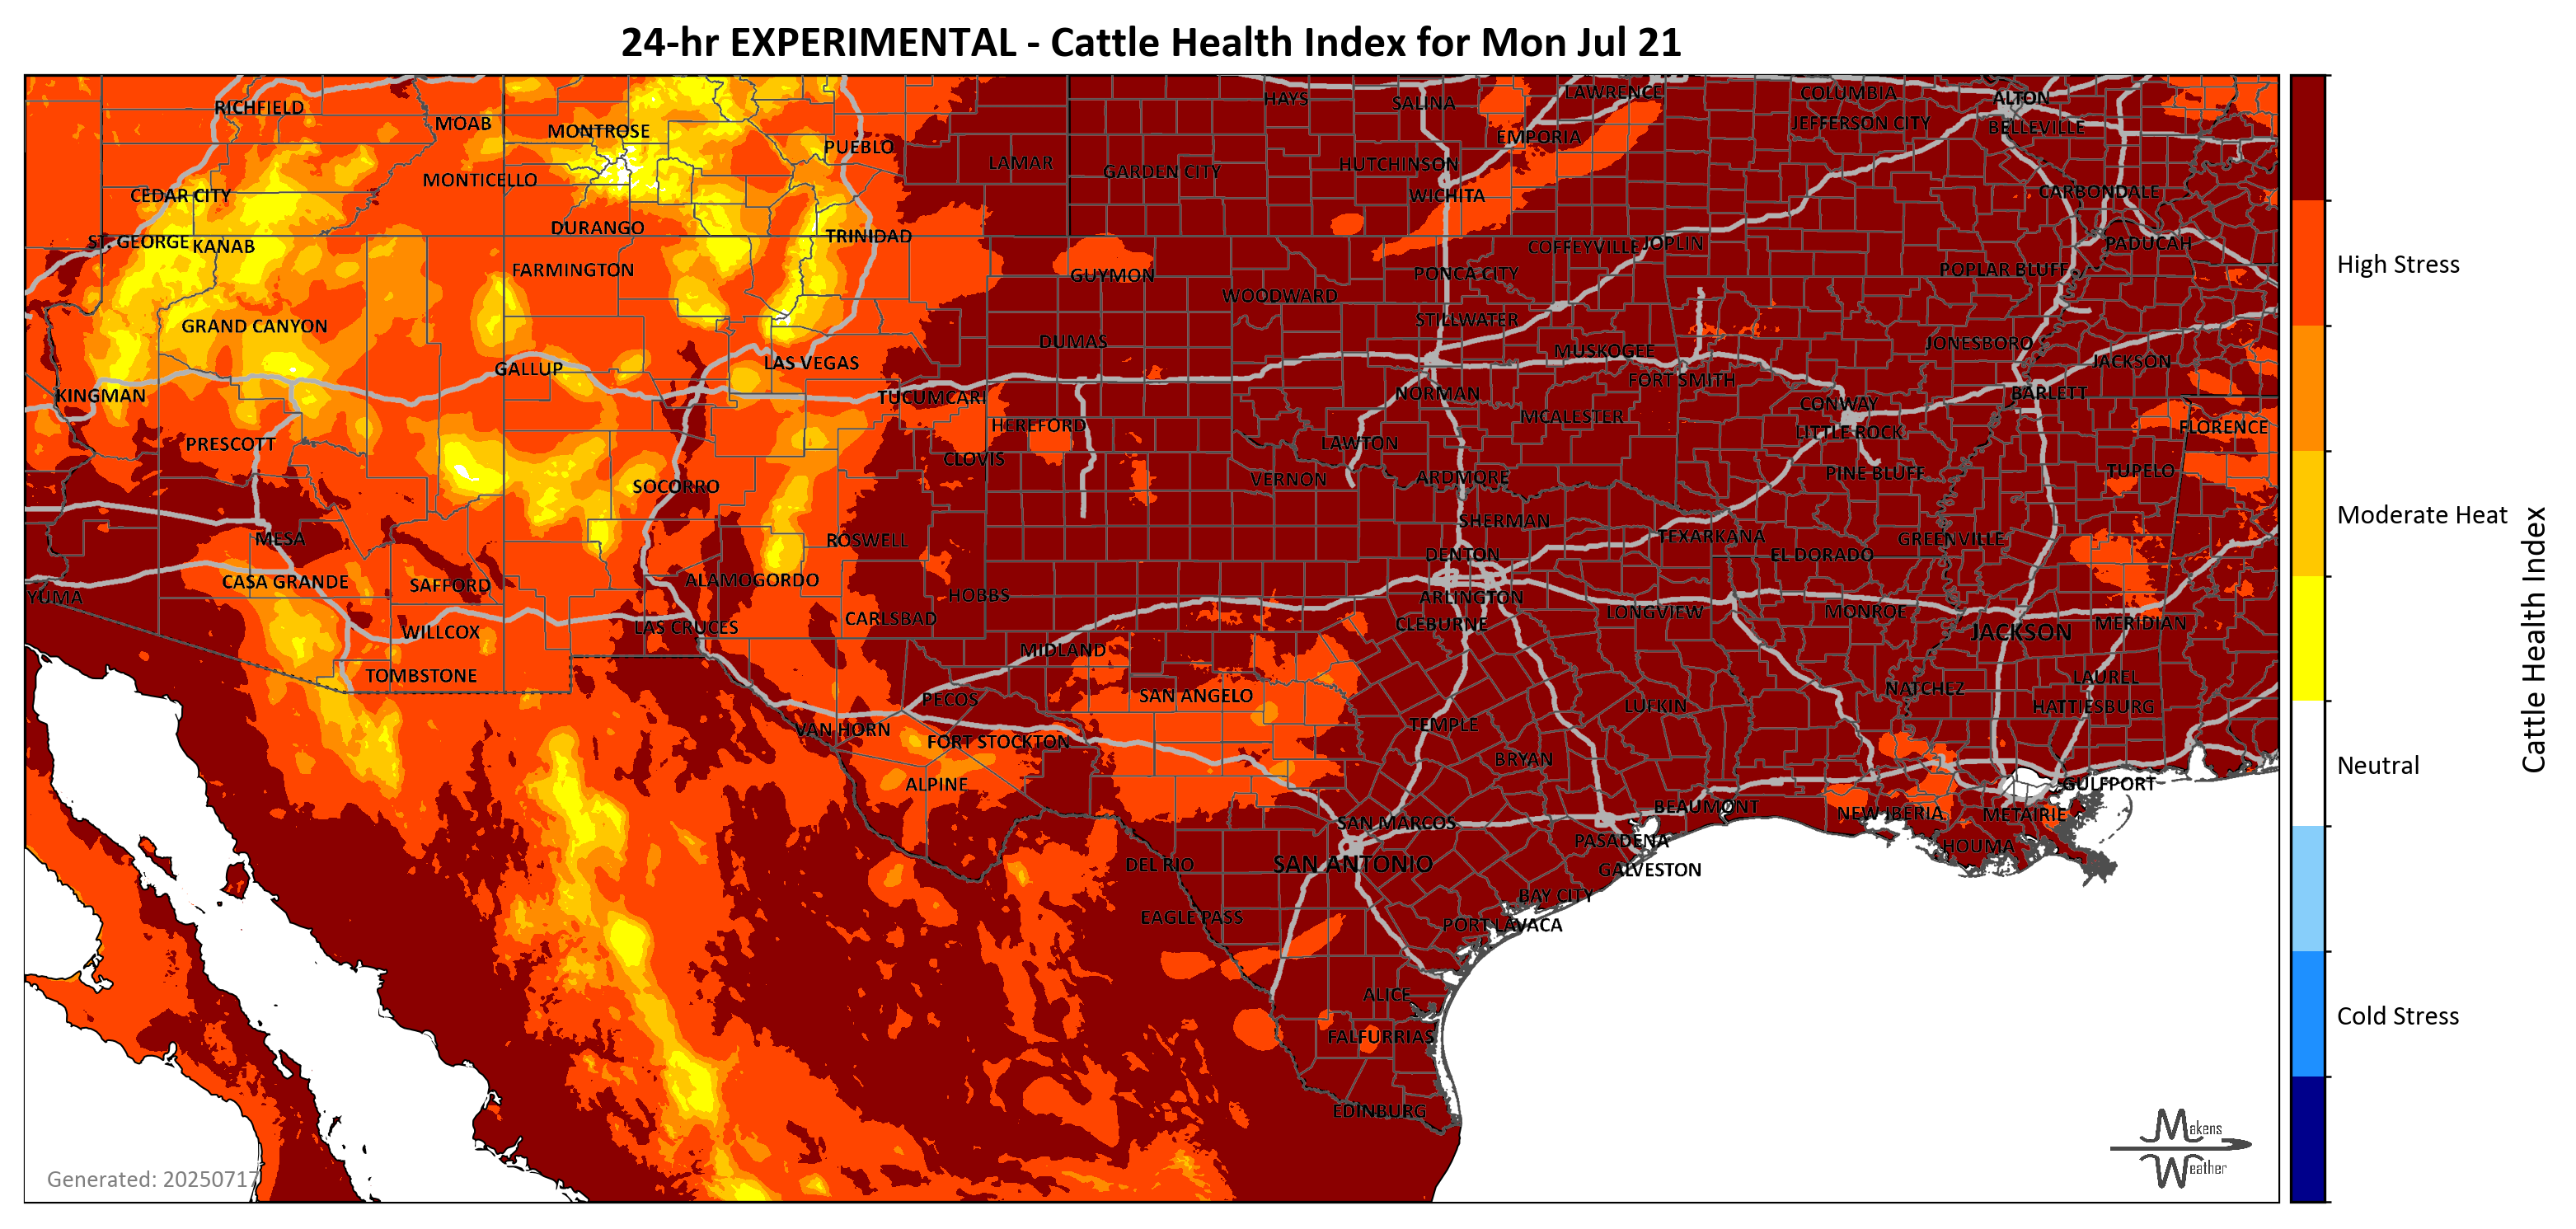 24-hr EXPERIMENTAL - Cattle Health Index for Mon Jul 21
RICHFIELD
MOAB
MONTROSE
PUEBLO
LAMAR
HAYS
SALINA
LAWRENCE
COLUMBIA
ALTON
GARDEN CITY
HUTCHINSON
EMPORIA
JEFFERSON CITY
BELLEVILLE
CEDAR CITY
MONTICELLO
WICHITA
CARBONDALE
ST. GEORGE
KANAB
DURANGO
TRINIDAD
COFFEYVILLE
JOPLIN
PADUCAH
FARMINGTON
GUYMON
PONCA CITY
POPLAR BLUFF
WOODWARD
GRAND CANYON
STILLWATER
DUMAS
MUSKOGEE
JONESBORO
JACKSON
GALLUP
LAS VEGAS
FORT SMITH
KINGMAN
TUCUMCARI
NORMAN
CONWAY
BARLETT
HEREFORD
MCALESTER
LITTLE ROCK
FLORENCE
PRESCOTT
CLOVIS
LAWTON
PINE BLUFF
TUPELO
SOCORRO
VERNON
ARDMORE
SHERMAN
MESA
ROSWELL
DENTON
TEXARKANA
EL DORADO
GREENVILLE
CASA GRANDE
SAFFORD
ALAMOGORDO
YUMA
HOBBS
ARLINGTON
LONGVIEW
MONROE
WILLCOX
LAS CRUCES
CARLSBAD
CLEBURNE
JACKSON
MERIDIAN
MIDLAND
TOMBSTONE
PECOS
SAN ANGELO
NATCHEZ
LAUREL
VAN HORN
FORT STOCKTON
TEMPLE
LUFKIN
HATTIESBURG
BRYAN
ALPINE
BEAUMONT
NEW IBERIA
METAIRIE
GULFPORT
SAN MARCOS
PASADENA
HOUMA
DEL RIO
SAN ANTONIO
GALVESTON
BAY CITY
EAGLE PASS
PORT LAVACA
ALICE
FALFURRIAS
EDINBURG
Generated: 20250717
Makens
Weather
High Stress
Moderate Heat
Neutral
Cold Stress
Cattle Health Index